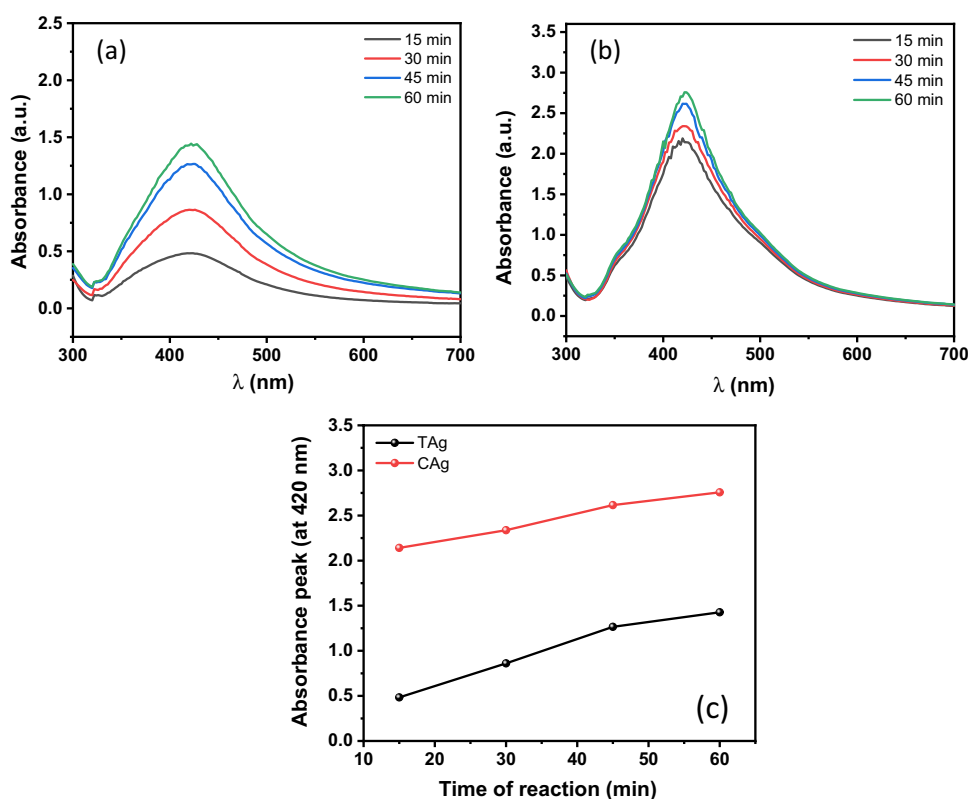 (a)
15 min
30 min
45 min
60 min
2.5
2.0
1.5
1.0
0.5
0.0
Absorbance (a.u.)
300 400 500 600 700
λ (nm)
(b)
15 min
30 min
45 min
60 min
3.5
3.0
2.5
2.0
1.5
1.0
0.5
0.0
Absorbance (a.u.)
300 400 500 600 700
λ (nm)
TAg
CAg
3.5
3.0
2.5
2.0
1.5
1.0
0.5
0.0
Absorbance peak (at 420 nm)
(c)
10 20 30 40 50 60
Time of reaction (min)